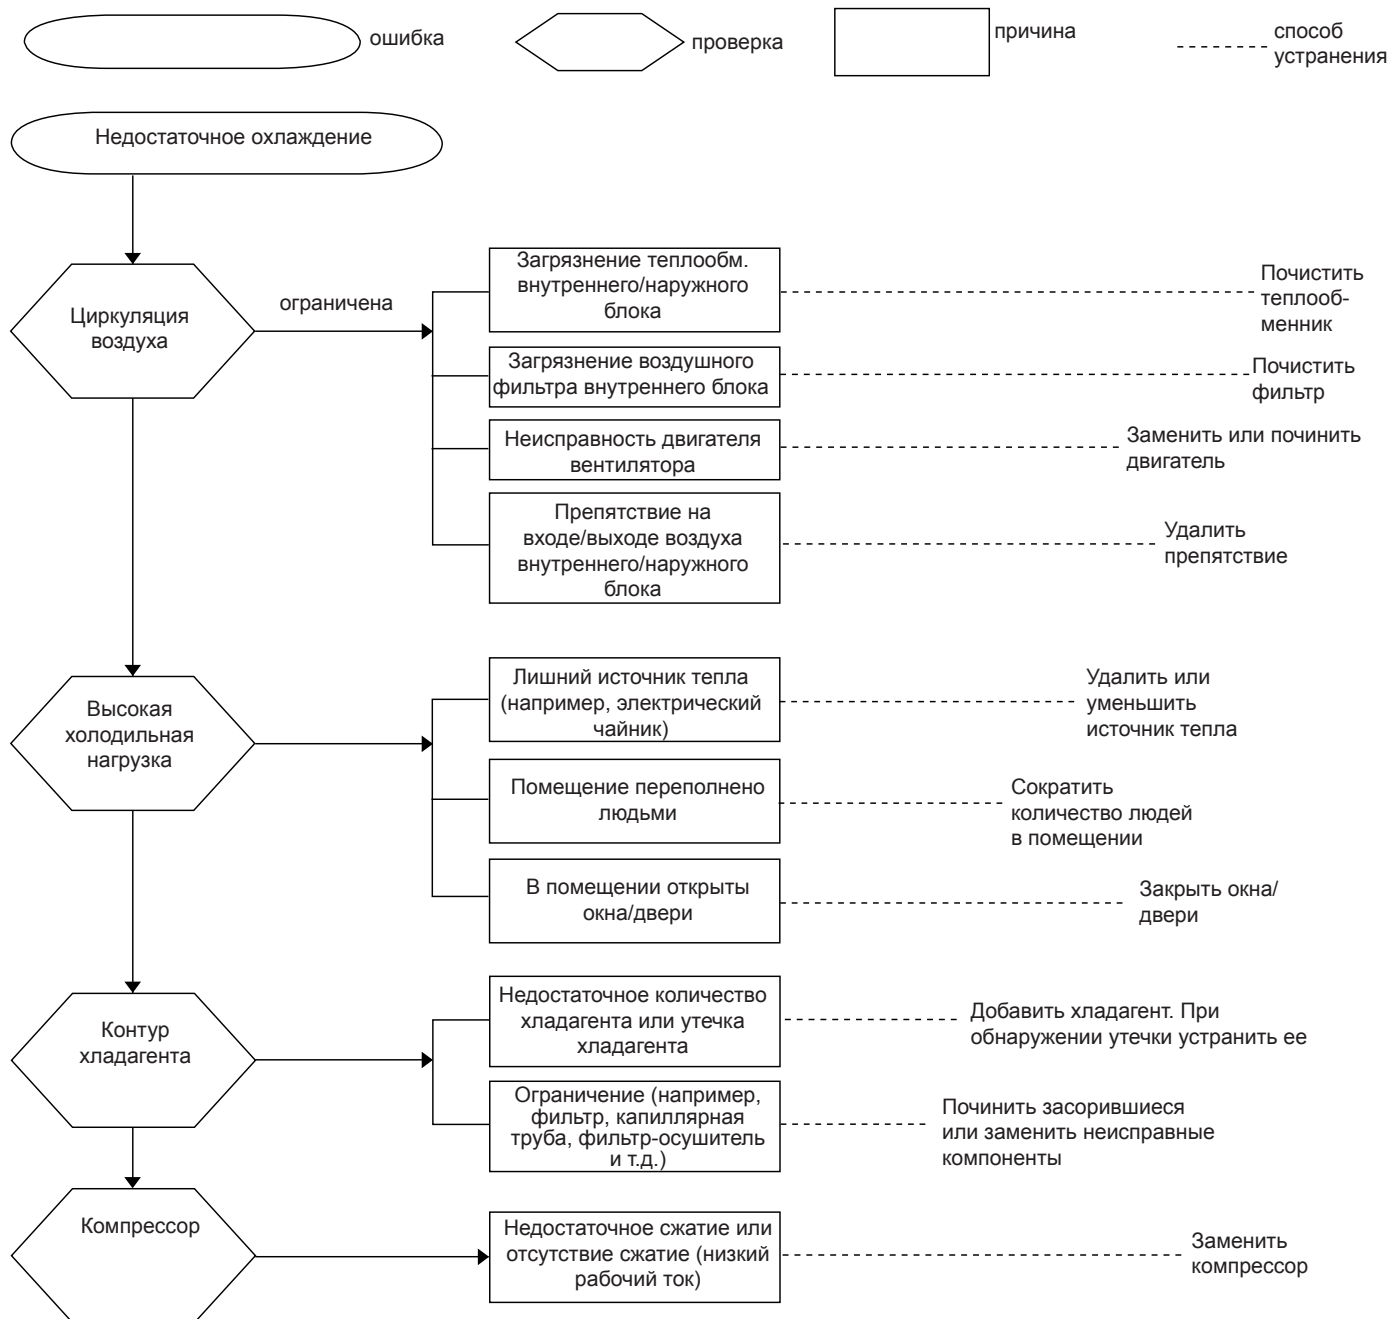 ошибка
проверка
причина
способ
устранения
Недостаточное охлаждение
Циркуляция
воздуха
ограничена
Загрязнение теплообм.
внутреннего/наружного
блока
Почистить
теплооб-
менник
Загрязнение воздушного
фильтра внутреннего блока
Почистить
фильтр
Неисправность двигателя
вентилятора
Заменить или починить
двигатель
Препятствие на
входе/выходе воздуха
внутреннего/наружного
блока
Удалить
препятствие
Высокая
холодильная
нагрузка
Лишний источник тепла
(например, электрический
чайник)
Удалить или
уменьшить
источник тепла
Помещение переполнено
людьми
Сократить
количество людей
в помещении
В помещении открыты
окна/двери
Закрыть окна/
двери
Контур
хладагента
Недостаточное количество
хладагента или утечка
хладагента
Добавить хладагент. При
обнаружении утечки устранить ее
Ограничение (например,
фильтр, капиллярная
труба, фильтр-осушитель
и т.д.)
Починить засорившиеся
или заменить неисправные
компоненты
Компрессор
Недостаточное сжатие или
отсутствие сжатие (низкий
рабочий ток)
Заменить
компрессор